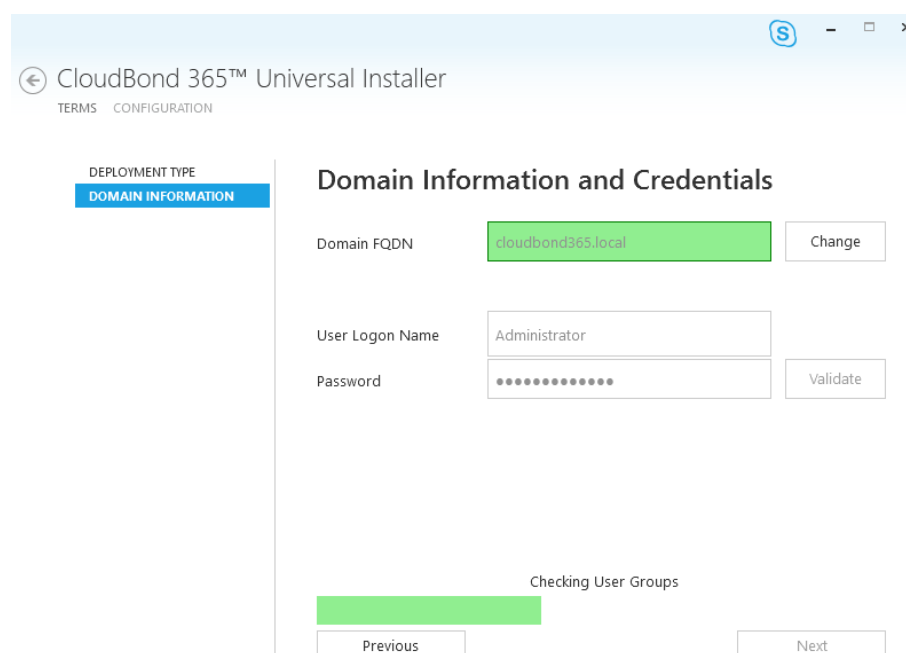 CloudBond 365™ Universal Installer
TERMS CONFIGURATION
DEPLOYMENT TYPE
DOMAIN INFORMATION
Domain Information and Credentials
Domain FQDN cloudbond365.local Change
User Logon Name Administrator
Password ●●●●●●●●●●●●● Validate
Checking User Groups
Previous Next